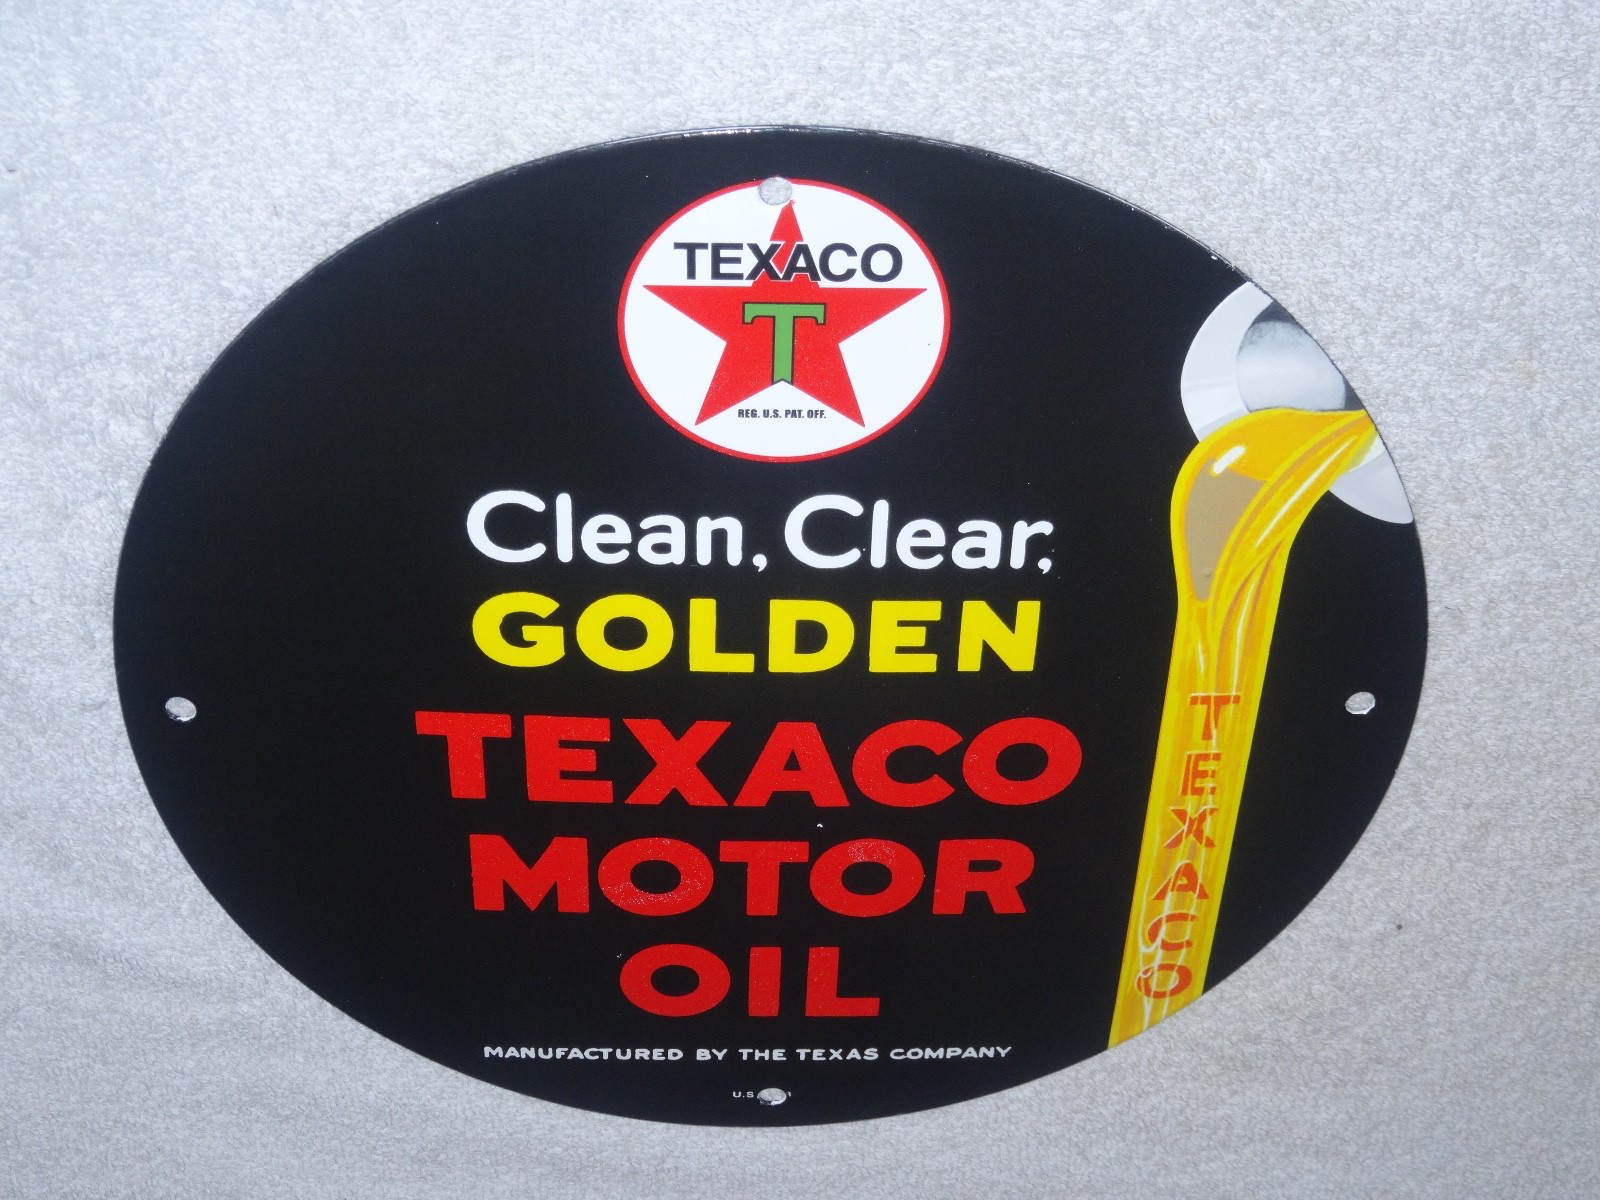 TEXACO
T
REG. U.S. PAT. OFF.
Clean, Clear,
GOLDEN
TEXACO
MOTOR
OIL
TEXACO
MANUFACTURED BY THE TEXAS COMPANY
U.S